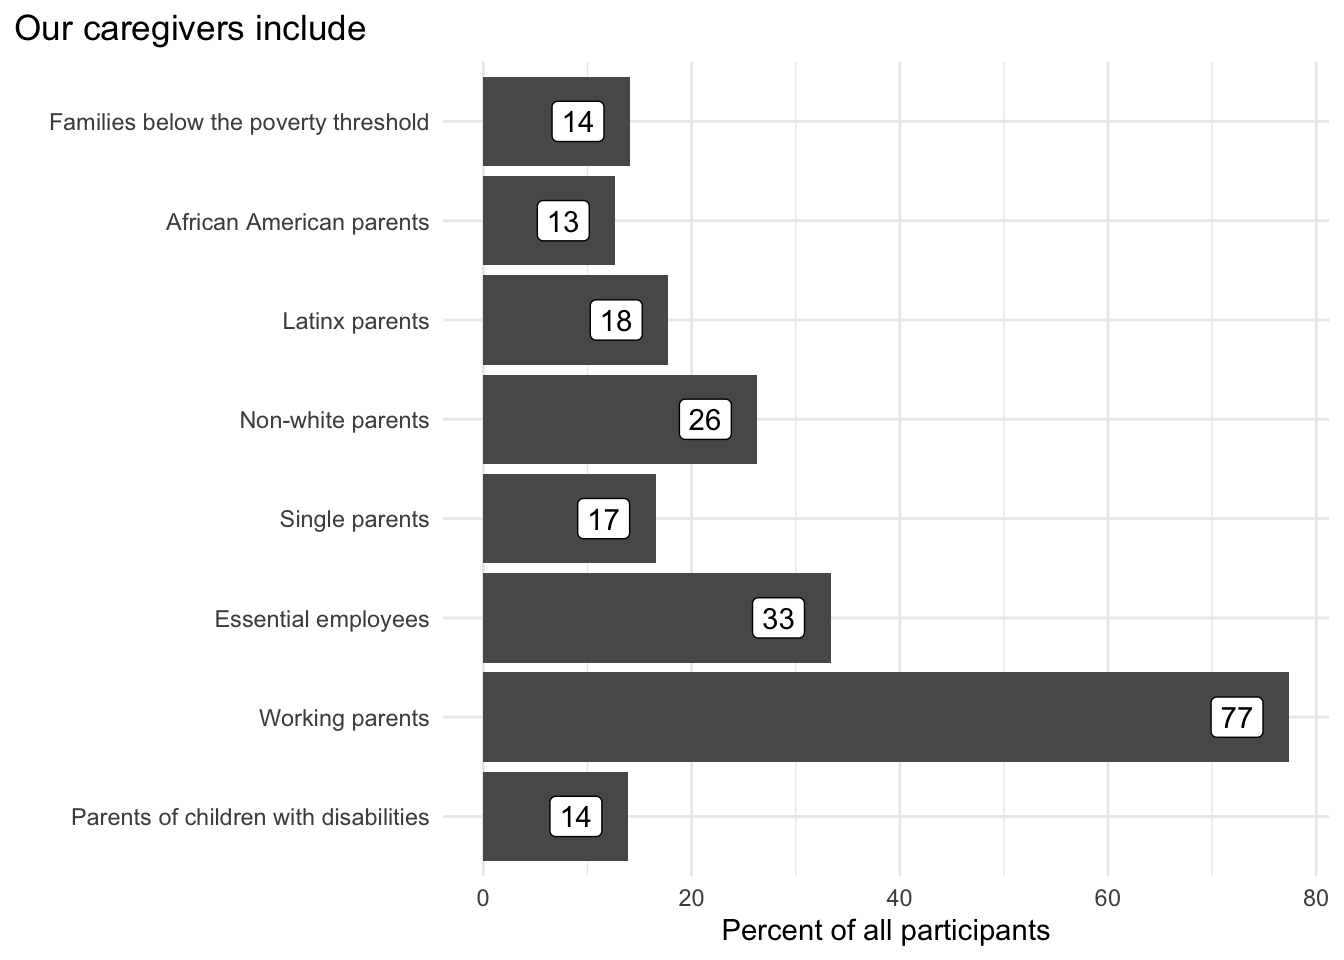 Our caregivers include
Families below the poverty threshold
14
African American parents
13
Latinx parents
18
Non-white parents
26
Single parents
17
Essential employees
33
Working parents
77
Parents of children with disabilities
14
0 20 40 60 80
Percent of all participants